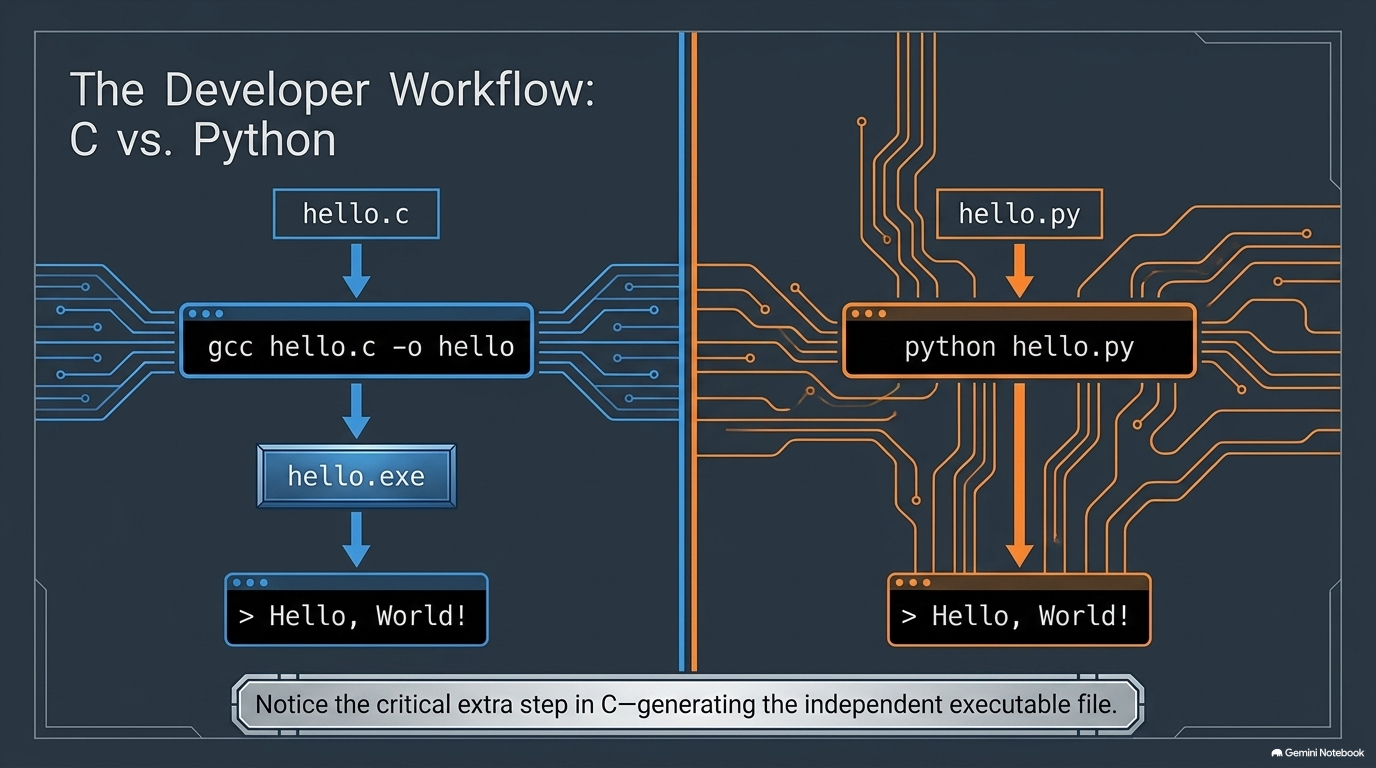 The Developer Workflow:
C vs. Python
hello.c
gcc hello.c -o hello
hello.exe
> Hello, World!
hello.py
python hello.py
> Hello, World!
Notice the critical extra step in C—generating the independent executable file.
Gemini Notebook